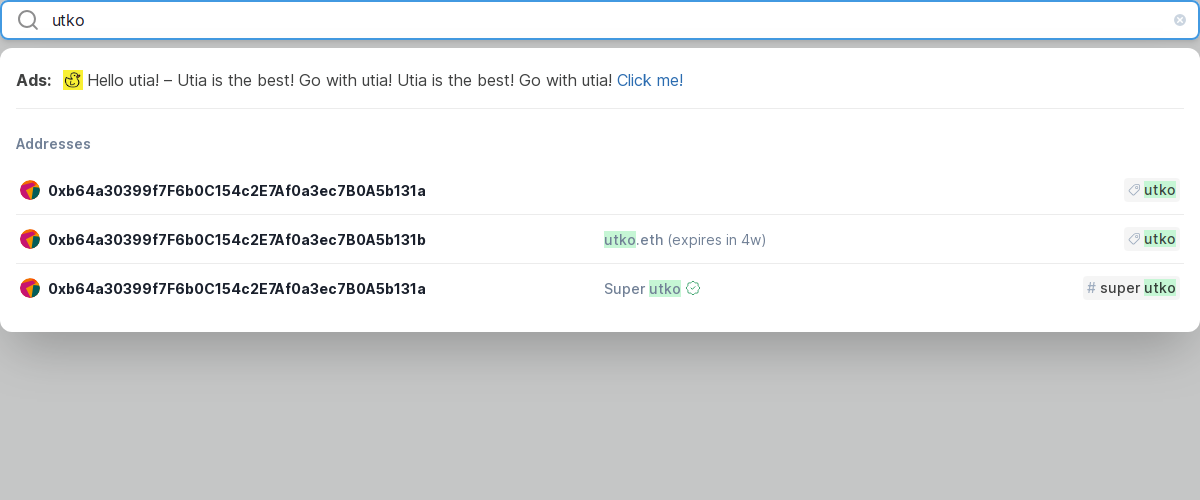 utko
Ads: Hello utia! – Utia is the best! Go with utia! Utia is the best! Go with utia! Click me!
Addresses
0xb64a30399f7F6b0C154c2E7Af0a3ec7B0A5b131a utko
0xb64a30399f7F6b0C154c2E7Af0a3ec7B0A5b131b utko.eth (expires in 4w) utko
0xb64a30399f7F6b0C154c2E7Af0a3ec7B0A5b131a Super utko # super utko